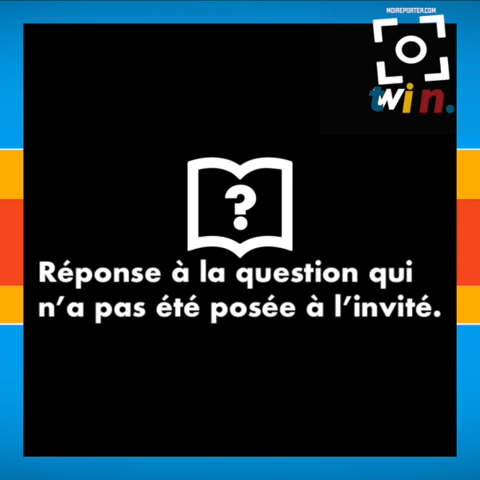 MOIREPORTER.COM
twin.
?
Réponse à la question qui
n’a pas été posée à l’invité.